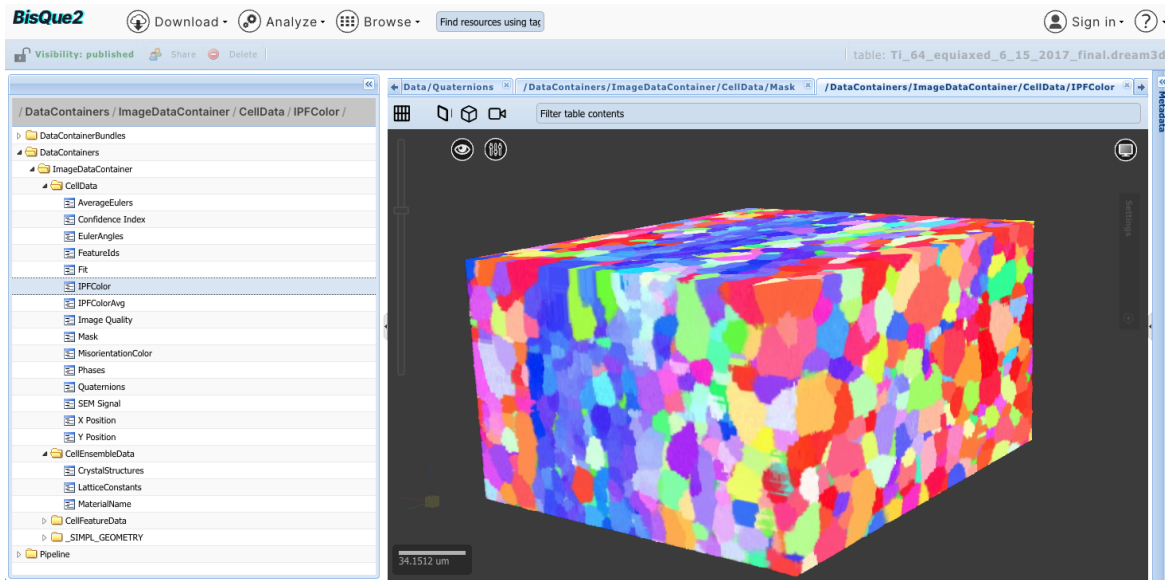 BisQue2 Download Analyze Browse Find resources using tag Sign in ?
Visibility: published Share Delete table: Ti_64_equiaxed_6_15_2017_final.dream3d
Data/Quaternions /DataContainers/ImageDataContainer/CellData/Mask /DataContainers/ImageDataContainer/CellData/IPFColor
Metadata
/ DataContainers / ImageDataContainer / CellData / IPFColor /
Filter table contents
DataContainerBundles
DataContainers
ImageDataContainer
CellData
AverageEulers
Confidence Index
EulerAngles
FeatureIds
Fit
IPFColor
IPFColorAvg
Image Quality
Mask
MisorientationColor
Phases
Quaternions
SEM Signal
X Position
Y Position
CellEnsembleData
CrystalStructures
LatticeConstants
MaterialName
CellFeatureData
_SIMPL_GEOMETRY
Pipeline
Settings
34.1512 um